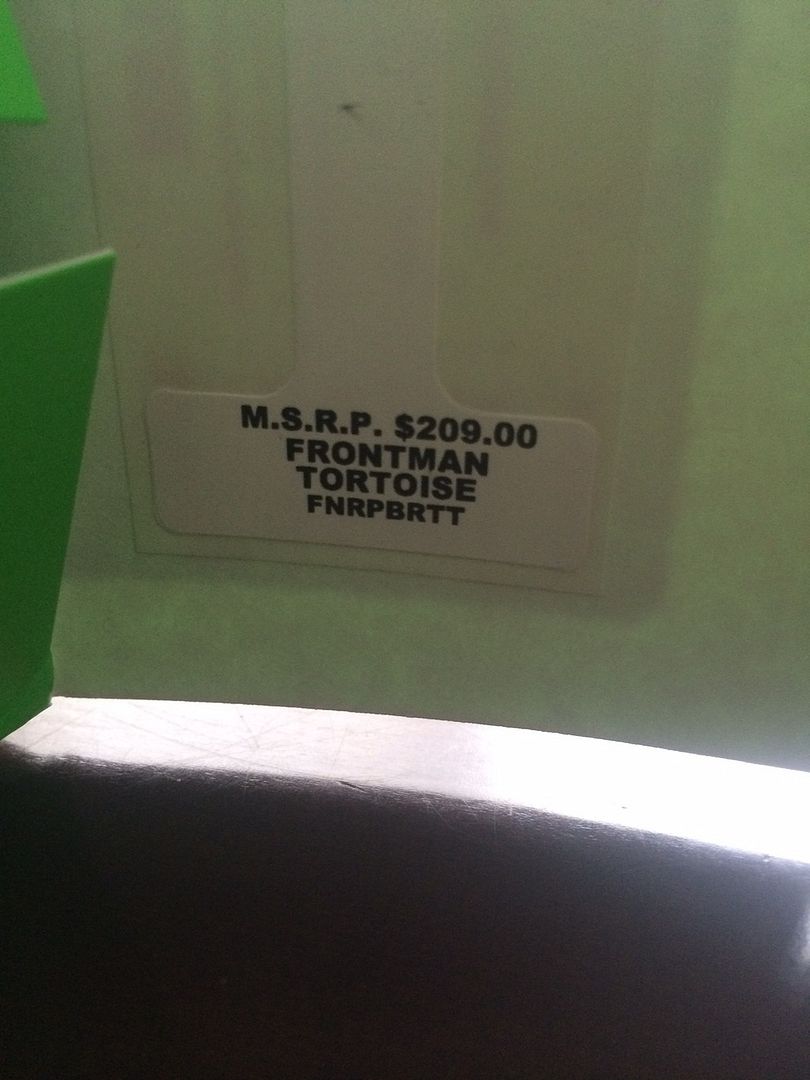 M.S.R.P. $209.00
FRONTMAN
TORTOISE
FNRPBRTT